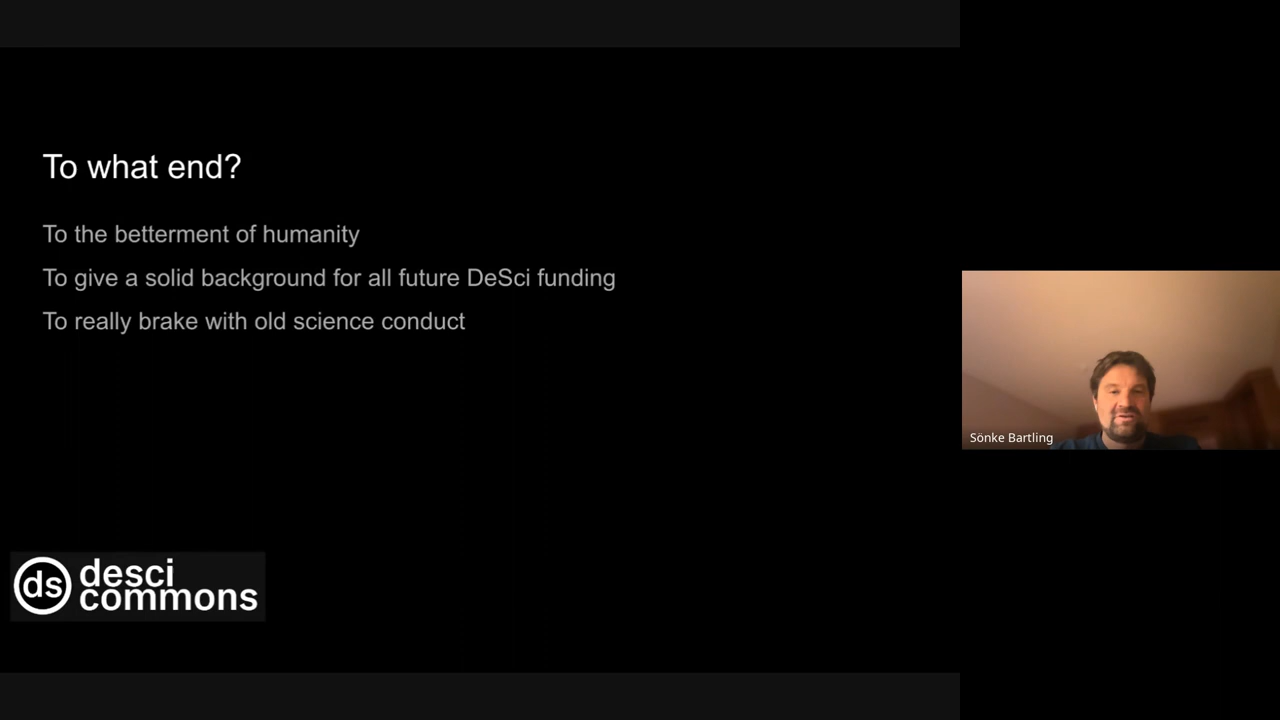 To what end?
To the betterment of humanity
To give a solid background for all future DeSci funding
To really brake with old science conduct
Sönke Bartling
ds desci
commons